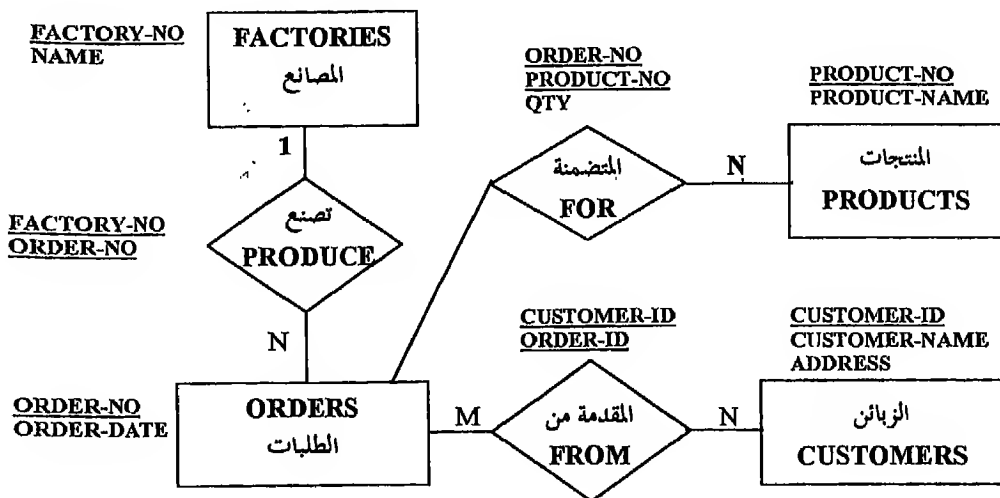 FACTORY-NO
NAME
FACTORIES
المصانع
1
ORDER-NO
PRODUCT-NO
QTY
PRODUCT-NO
PRODUCT-NAME
المتضمنة
FOR
N
المنتجات
PRODUCTS
FACTORY-NO
ORDER-NO
تصنع
PRODUCE
N
CUSTOMER-ID
ORDER-ID
CUSTOMER-ID
CUSTOMER-NAME
ADDRESS
ORDER-NO
ORDER-DATE
ORDERS
الطلبات
M
المقدمة من
FROM
N
الزبائن
CUSTOMERS